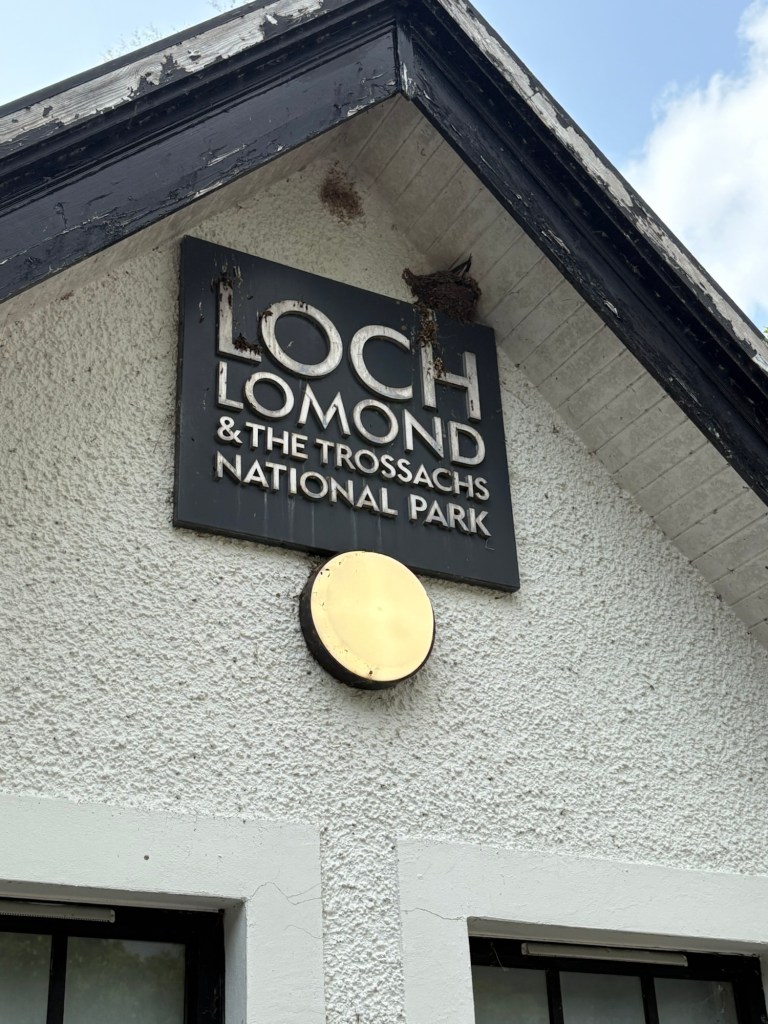 LOCH
LOMOND
& THE TROSSACHS
NATIONAL PARK